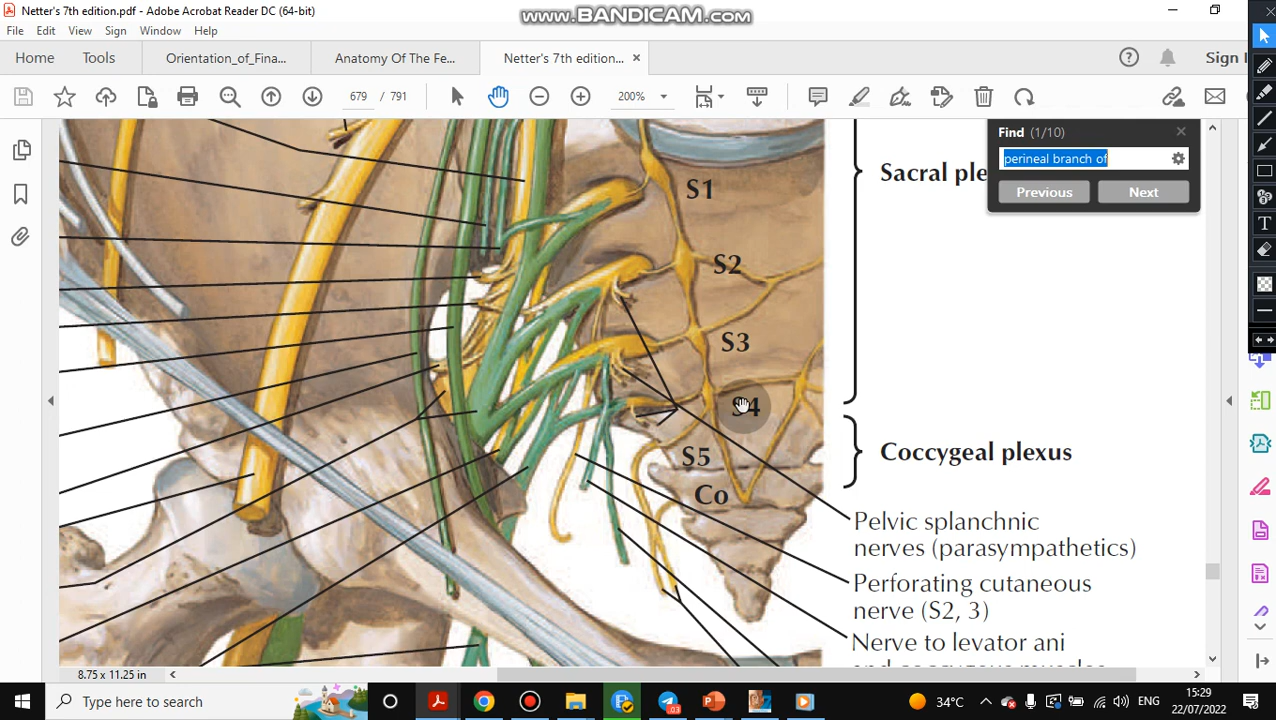 Netter's 7th edition.pdf - Adobe Acrobat Reader DC (64-bit)
www.BANDICAM.com
File Edit View Sign Window Help
Home Tools Orientation_of_Fina... Anatomy Of The Fe... Netter's 7th edition... × Sign I
679 / 791 200%
Find (1/10)
perineal branch of
Previous Next
S1
Sacral ple
S2
S3
S4
S5
Coccygeal plexus
Co
Pelvic splanchnic
nerves (parasympathetics)
Perforating cutaneous
nerve (S2, 3)
Nerve to levator ani
and coccygeus muscles
8.75 x 11.25 in
Type here to search
03
34°C
ENG
15:29
22/07/2022